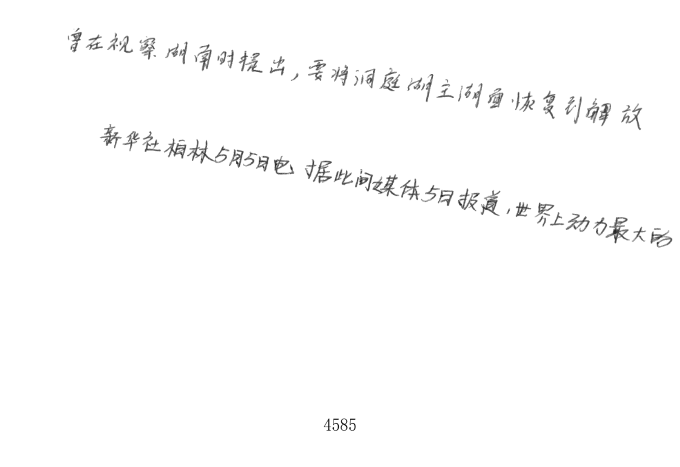 曾在视察湖南时提出，要将洞庭湖主湖面恢复到解放
新华社柏林5月5日电 据此间媒体5日报道，世界上动力最大的
4585